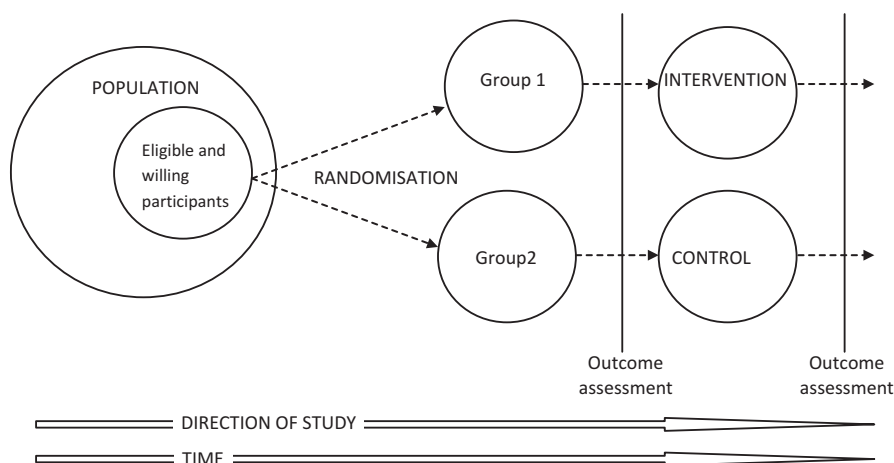 POPULATION
Eligible and
willing
participants
RANDOMISATION
Group 1
Group2
INTERVENTION
CONTROL
Outcome
assessment
Outcome
assessment
DIRECTION OF STUDY
TIME